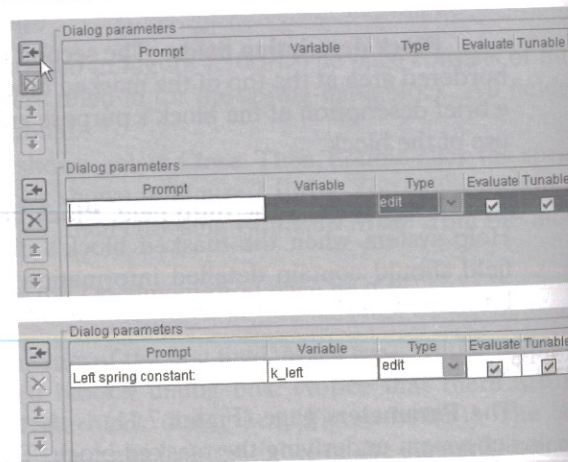 Dialog parameters
Prompt Variable Type Evaluate Tunable
Dialog parameters
Prompt Variable Type Evaluate Tunable
edit
Dialog parameters
Prompt Variable Type Evaluate Tunable
Left spring constant: k_left edit